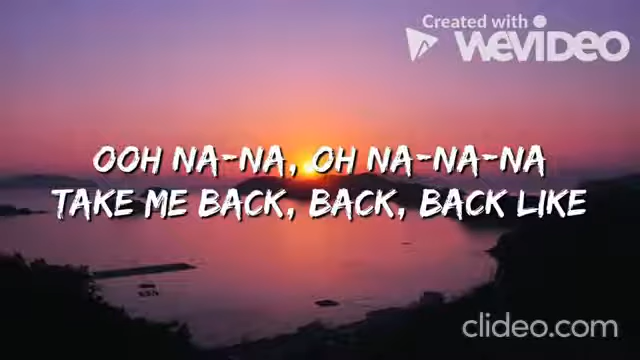 Created with
WEVIDEO
OOH NA-NA, OH NA-NA-NA
TAKE ME BACK, BACK, BACK LIKE
clideo.com